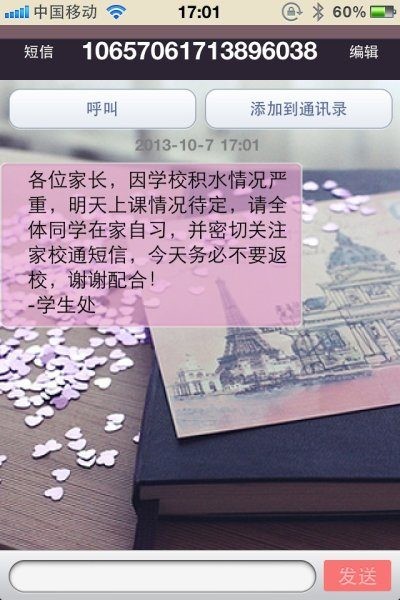 中国移动 17:01 60%
短信 10657061713896038 编辑
呼叫 添加到通讯录
2013-10-7 17:01
各位家长，因学校积水情况严
重，明天上课情况待定，请全
体同学在家自习，并密切关注
家校通短信，今天务必不要返
校，谢谢配合！
-学生处
发送